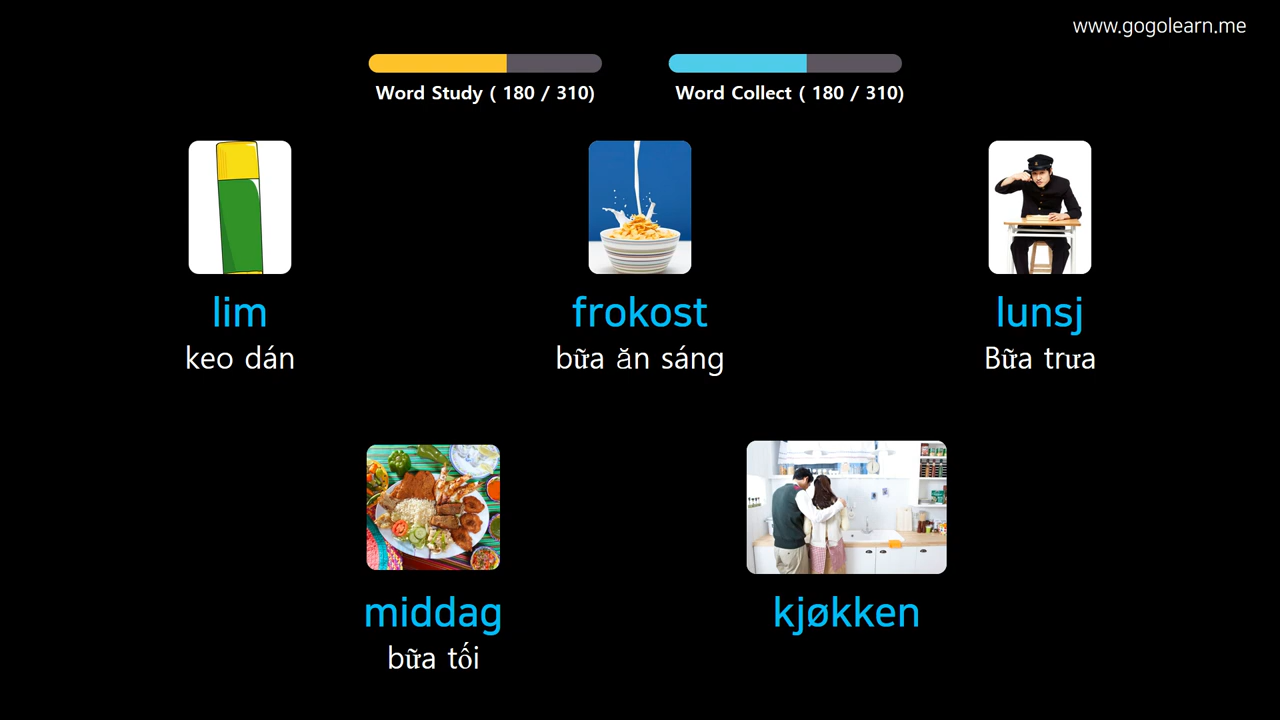 www.gogolearn.me
Word Study ( 180 / 310)
Word Collect ( 180 / 310)
lim
keo dán
frokost
bữa ăn sáng
lunsj
Bữa trưa
middag
bữa tối
kjøkken